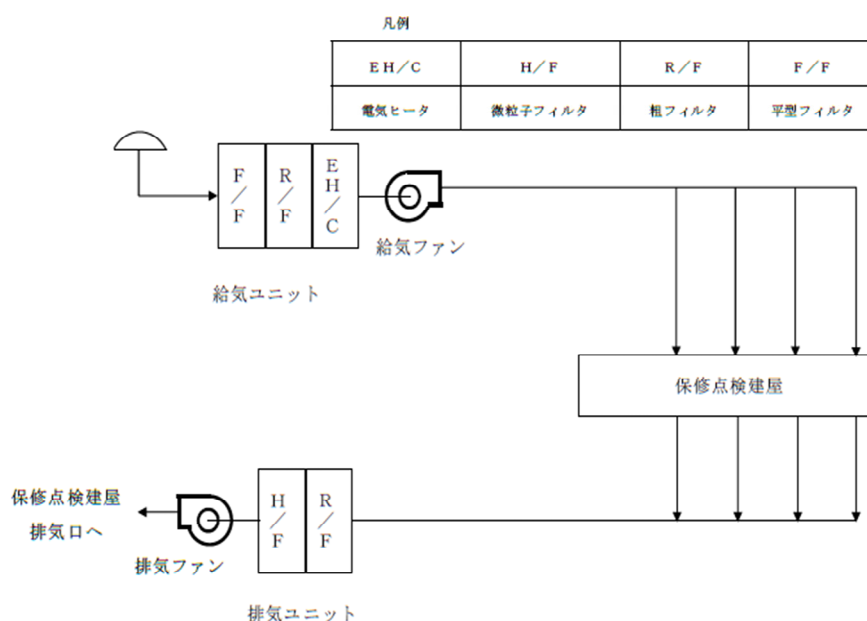 凡例
EH／C H／F R／F F／F
電気ヒータ 微粒子フィルタ 粗フィルタ 平型フィルタ
F／F
R／F
EH／C
給気ファン
給気ユニット
保修点検建屋
保修点検建屋
排気口へ
H／F
R／F
排気ファン
排気ユニット